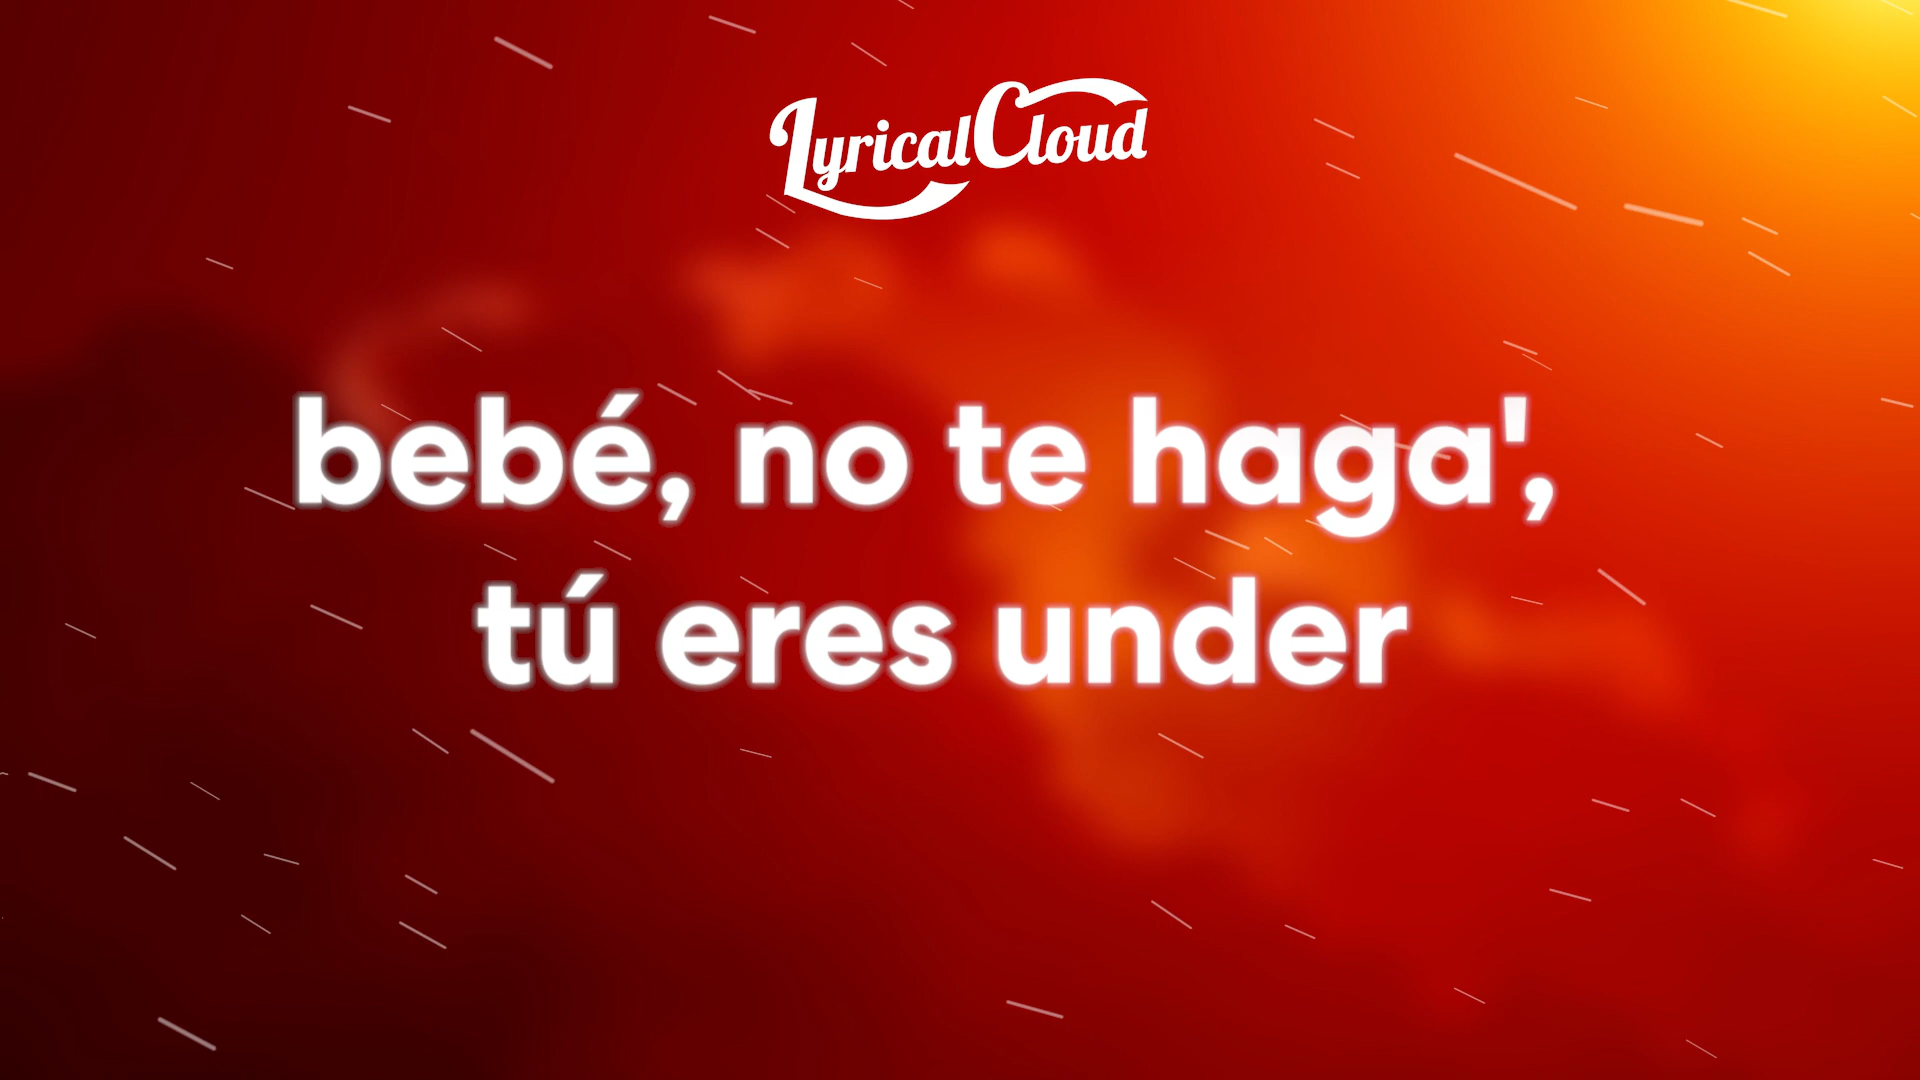 LyricalCloud
bebé, no te haga',
tú eres under